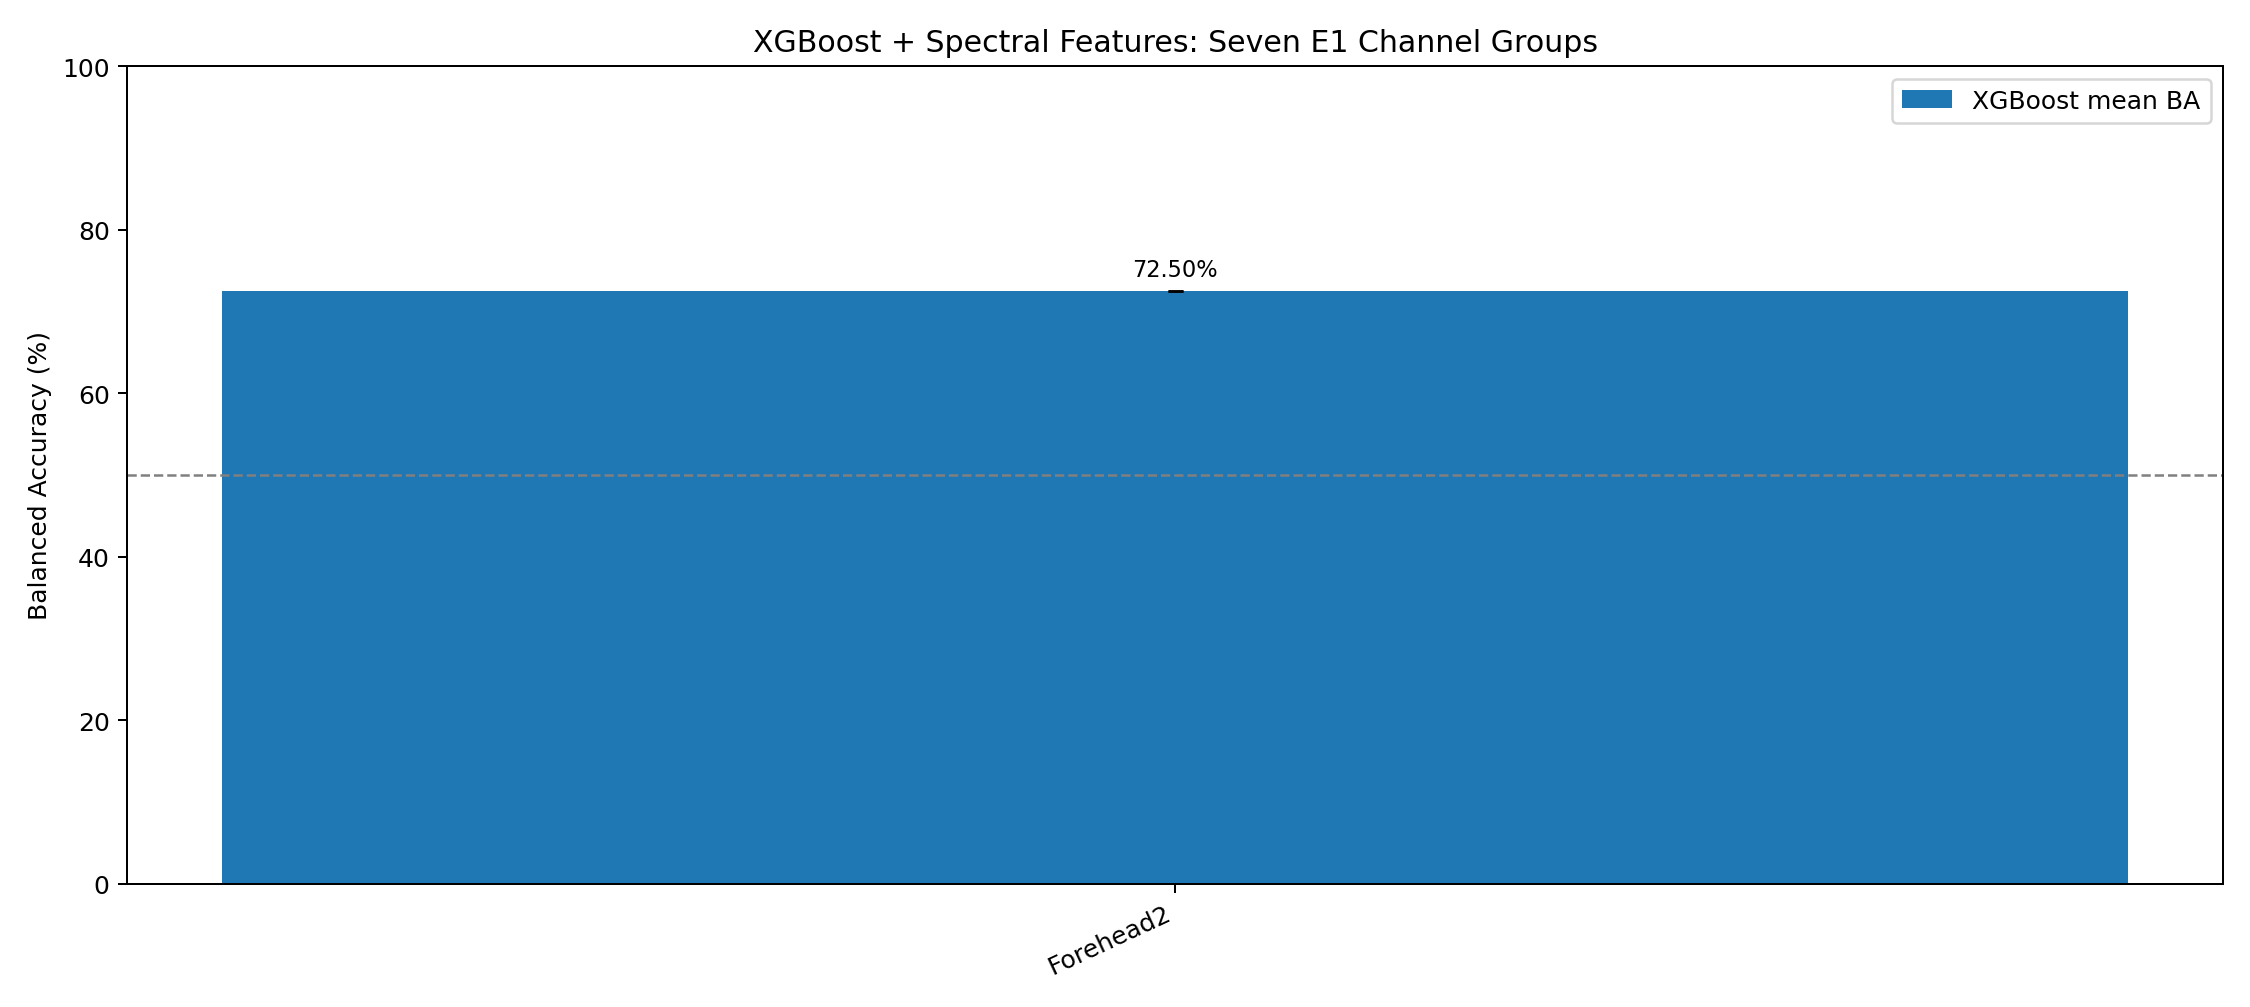 XGBoost + Spectral Features: Seven E1 Channel Groups
XGBoost mean BA
Balanced Accuracy (%)
100
80
60
40
20
0
72.50%
Forehead2